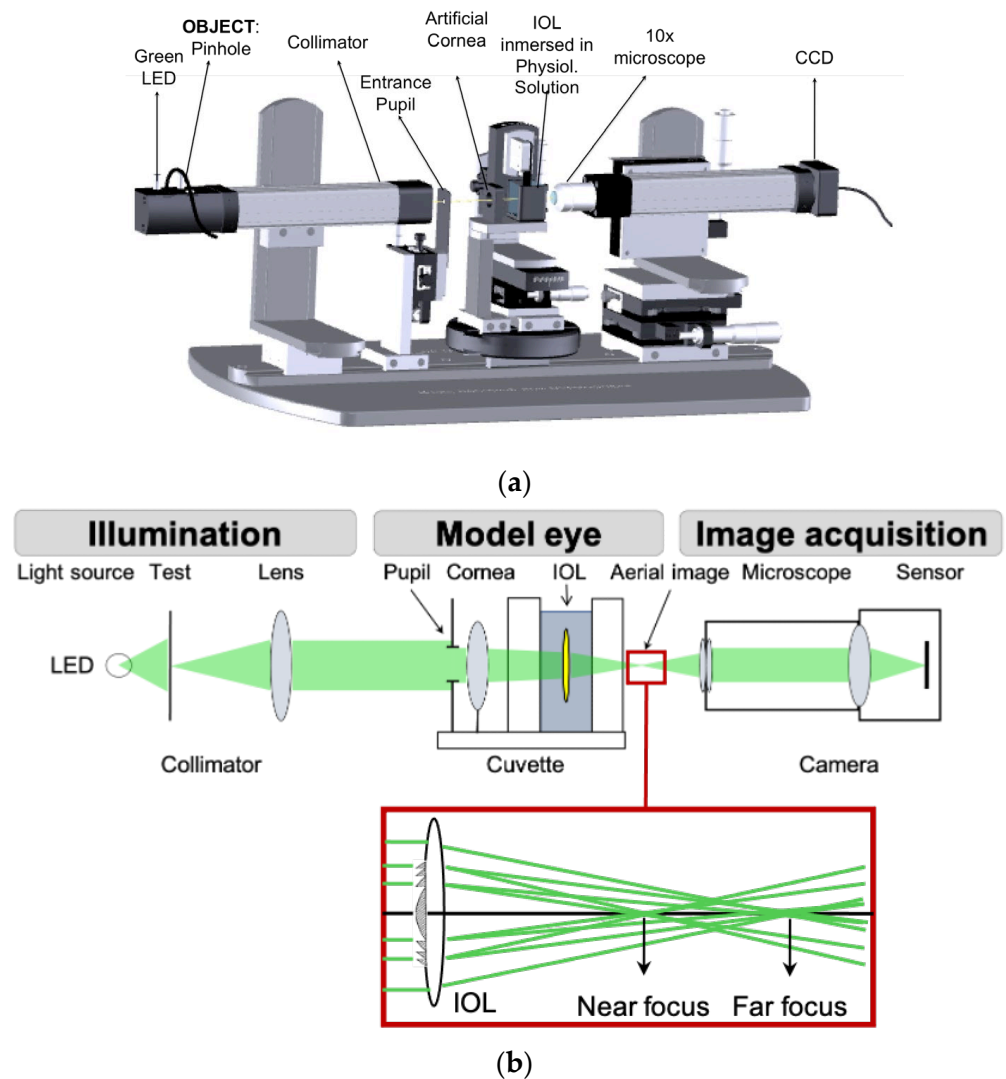 OBJECT:
Pinhole
Green
LED
Collimator
Entrance
Pupil
Artificial
Cornea
IOL
inmersed in
Physiol.
Solution
10x
microscope
CCD
(a)
Illumination Model eye Image acquisition
Light source Test Lens Pupil Cornea IOL Aerial image Microscope Sensor
LED
Collimator Cuvette Camera
IOL Near focus Far focus
(b)